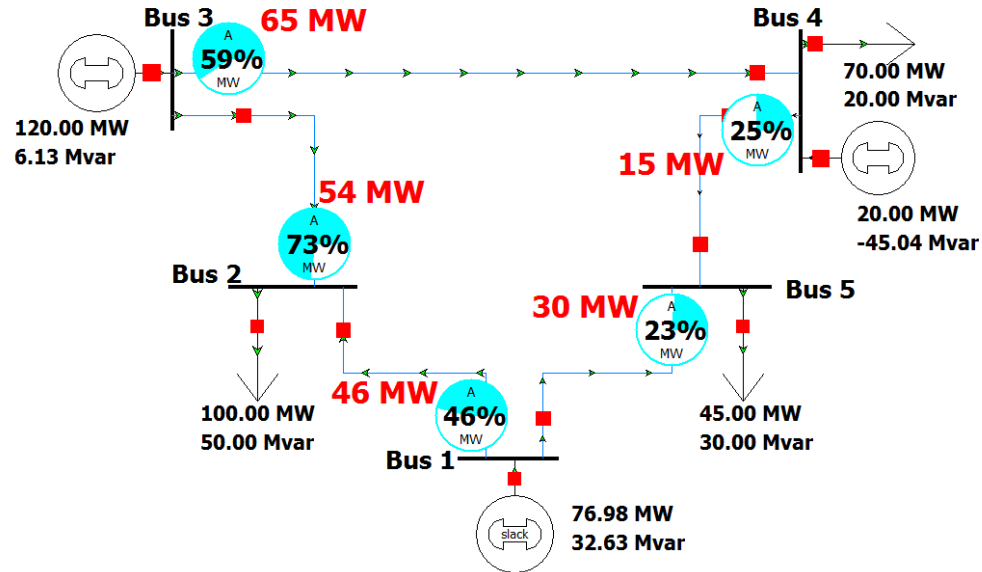 Bus 3
65 MW
Bus 4
A
59%
MW
120.00 MW
6.13 Mvar
70.00 MW
20.00 Mvar
A
25%
MW
15 MW
20.00 MW
-45.04 Mvar
54 MW
A
73%
MW
Bus 2
Bus 5
30 MW
A
23%
MW
100.00 MW
50.00 Mvar
46 MW
A
46%
MW
45.00 MW
30.00 Mvar
Bus 1
slack
76.98 MW
32.63 Mvar